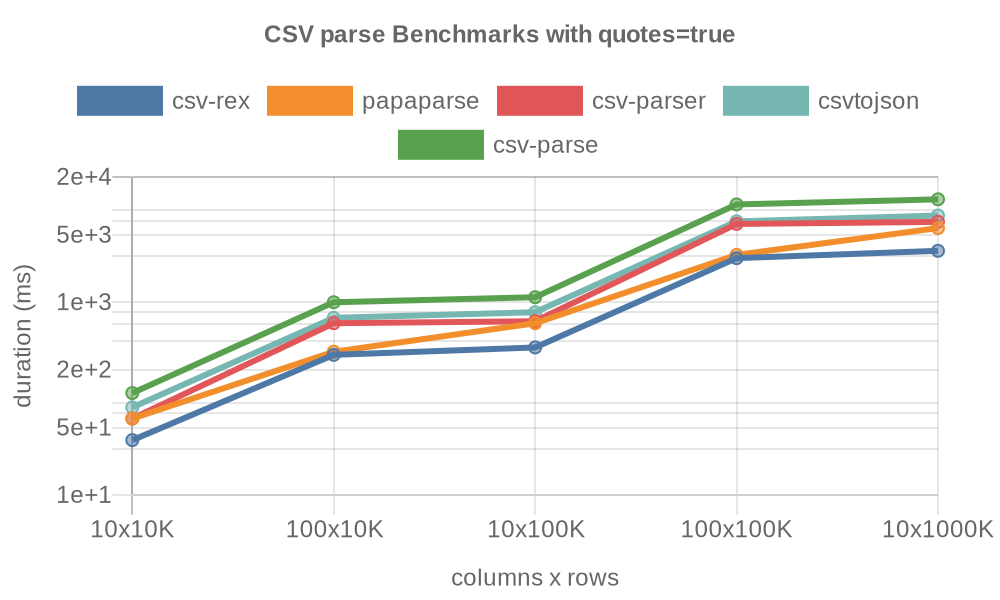 CSV parse Benchmarks with quotes=true
csv-rex papaparse csv-parser csvtojson
csv-parse
2e+4
5e+3
1e+3
2e+2
5e+1
1e+1
duration (ms)
10x10K 100x10K 10x100K 100x100K 10x1000K
columns x rows